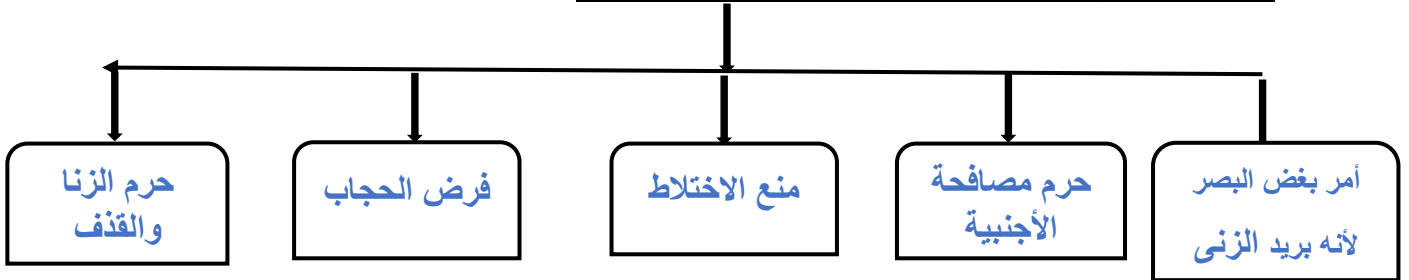 أمر بغض البصر
لأنه بريد الزنى
حرم مصافحة
الأجنبية
منع الاختلاط
فرض الحجاب
حرم الزنا
والقذف